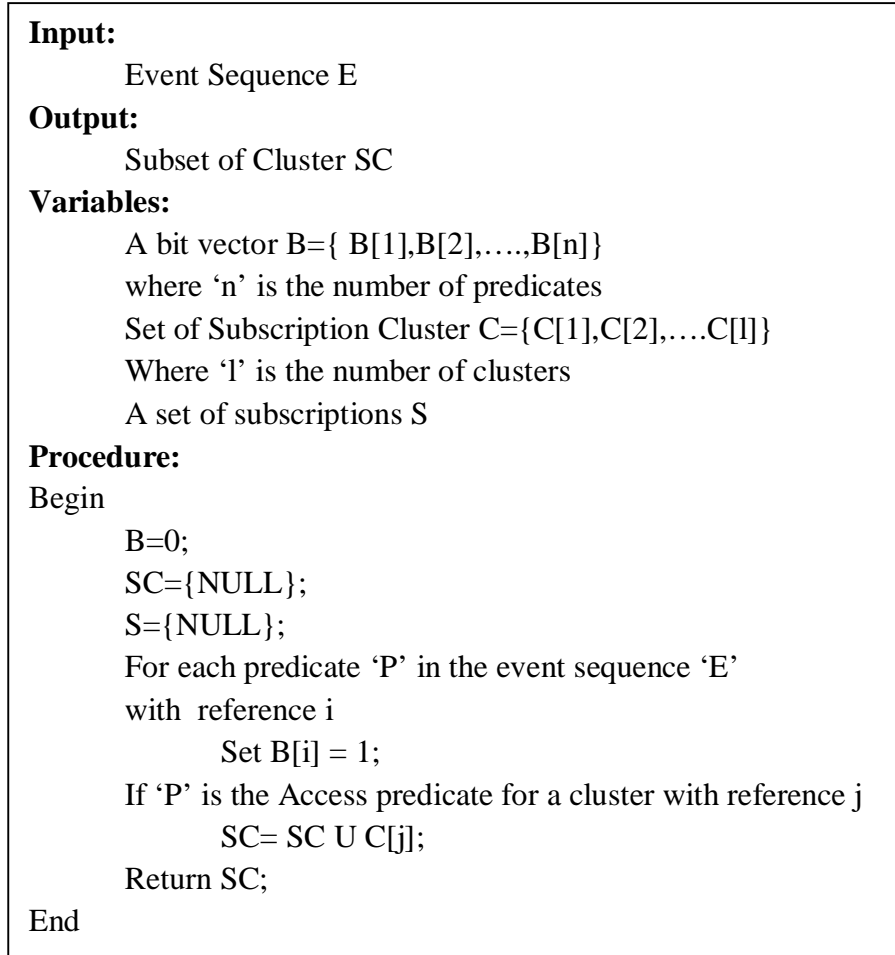 Input:
Event Sequence E
Output:
Subset of Cluster SC
Variables:
A bit vector B={ B[1],B[2],….,B[n]}
where ‘n’ is the number of predicates
Set of Subscription Cluster C={C[1],C[2],….C[l]}
Where ‘l’ is the number of clusters
A set of subscriptions S
Procedure:
Begin
B=0;
SC={NULL};
S={NULL};
For each predicate ‘P’ in the event sequence ‘E’
with reference i
Set B[i] = 1;
If ‘P’ is the Access predicate for a cluster with reference j
SC= SC U C[j];
Return SC;
End